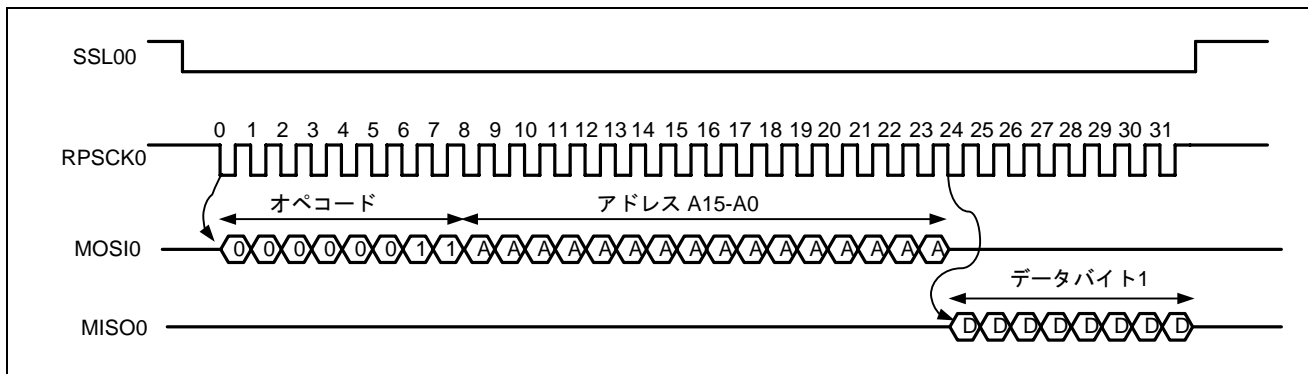 SSL00
0 1 2 3 4 5 6 7 8 9 10 11 12 13 14 15 16 17 18 19 20 21 22 23 24 25 26 27 28 29 30 31
RPSCK0
オペコード アドレス A15-A0
MOSI0 0 0 0 0 0 0 1 1 A A A A A A A A A A A A A A A A
データバイト1
MISO0 D D D D D D D D